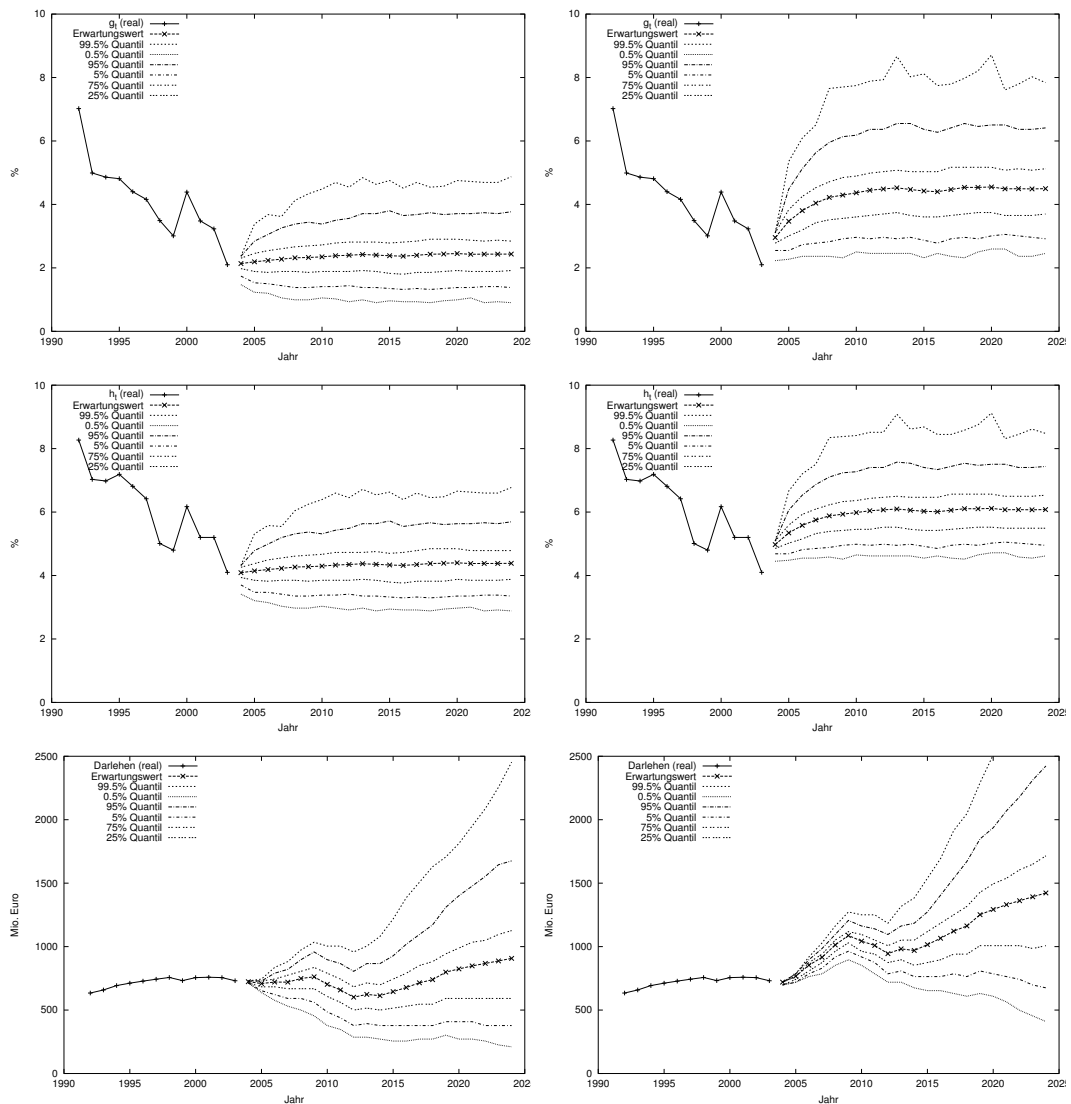 10
8
6
4
2
0
%
g_t (real)
Erwartungswert
99.5% Quantil
0.5% Quantil
95% Quantil
5% Quantil
75% Quantil
25% Quantil
1990 1995 2000 2005 2010 2015 2020 202
Jahr
10
8
6
4
2
0
%
g_t (real)
Erwartungswert
99.5% Quantil
0.5% Quantil
95% Quantil
5% Quantil
75% Quantil
25% Quantil
1990 1995 2000 2005 2010 2015 2020 2025
Jahr
10
8
6
4
2
0
%
h_t (real)
Erwartungswert
99.5% Quantil
0.5% Quantil
95% Quantil
5% Quantil
75% Quantil
25% Quantil
1990 1995 2000 2005 2010 2015 2020 202
Jahr
10
8
6
4
2
0
%
h_t (real)
Erwartungswert
99.5% Quantil
0.5% Quantil
95% Quantil
5% Quantil
75% Quantil
25% Quantil
1990 1995 2000 2005 2010 2015 2020 2025
Jahr
2500
2000
1500
1000
500
0
Mio. Euro
Darlehen (real)
Erwartungswert
99.5% Quantil
0.5% Quantil
95% Quantil
5% Quantil
75% Quantil
25% Quantil
1990 1995 2000 2005 2010 2015 2020 202
Jahr
2500
2000
1500
1000
500
0
Mio. Euro
Darlehen (real)
Erwartungswert
99.5% Quantil
0.5% Quantil
95% Quantil
5% Quantil
75% Quantil
25% Quantil
1990 1995 2000 2005 2010 2015 2020 2025
Jahr